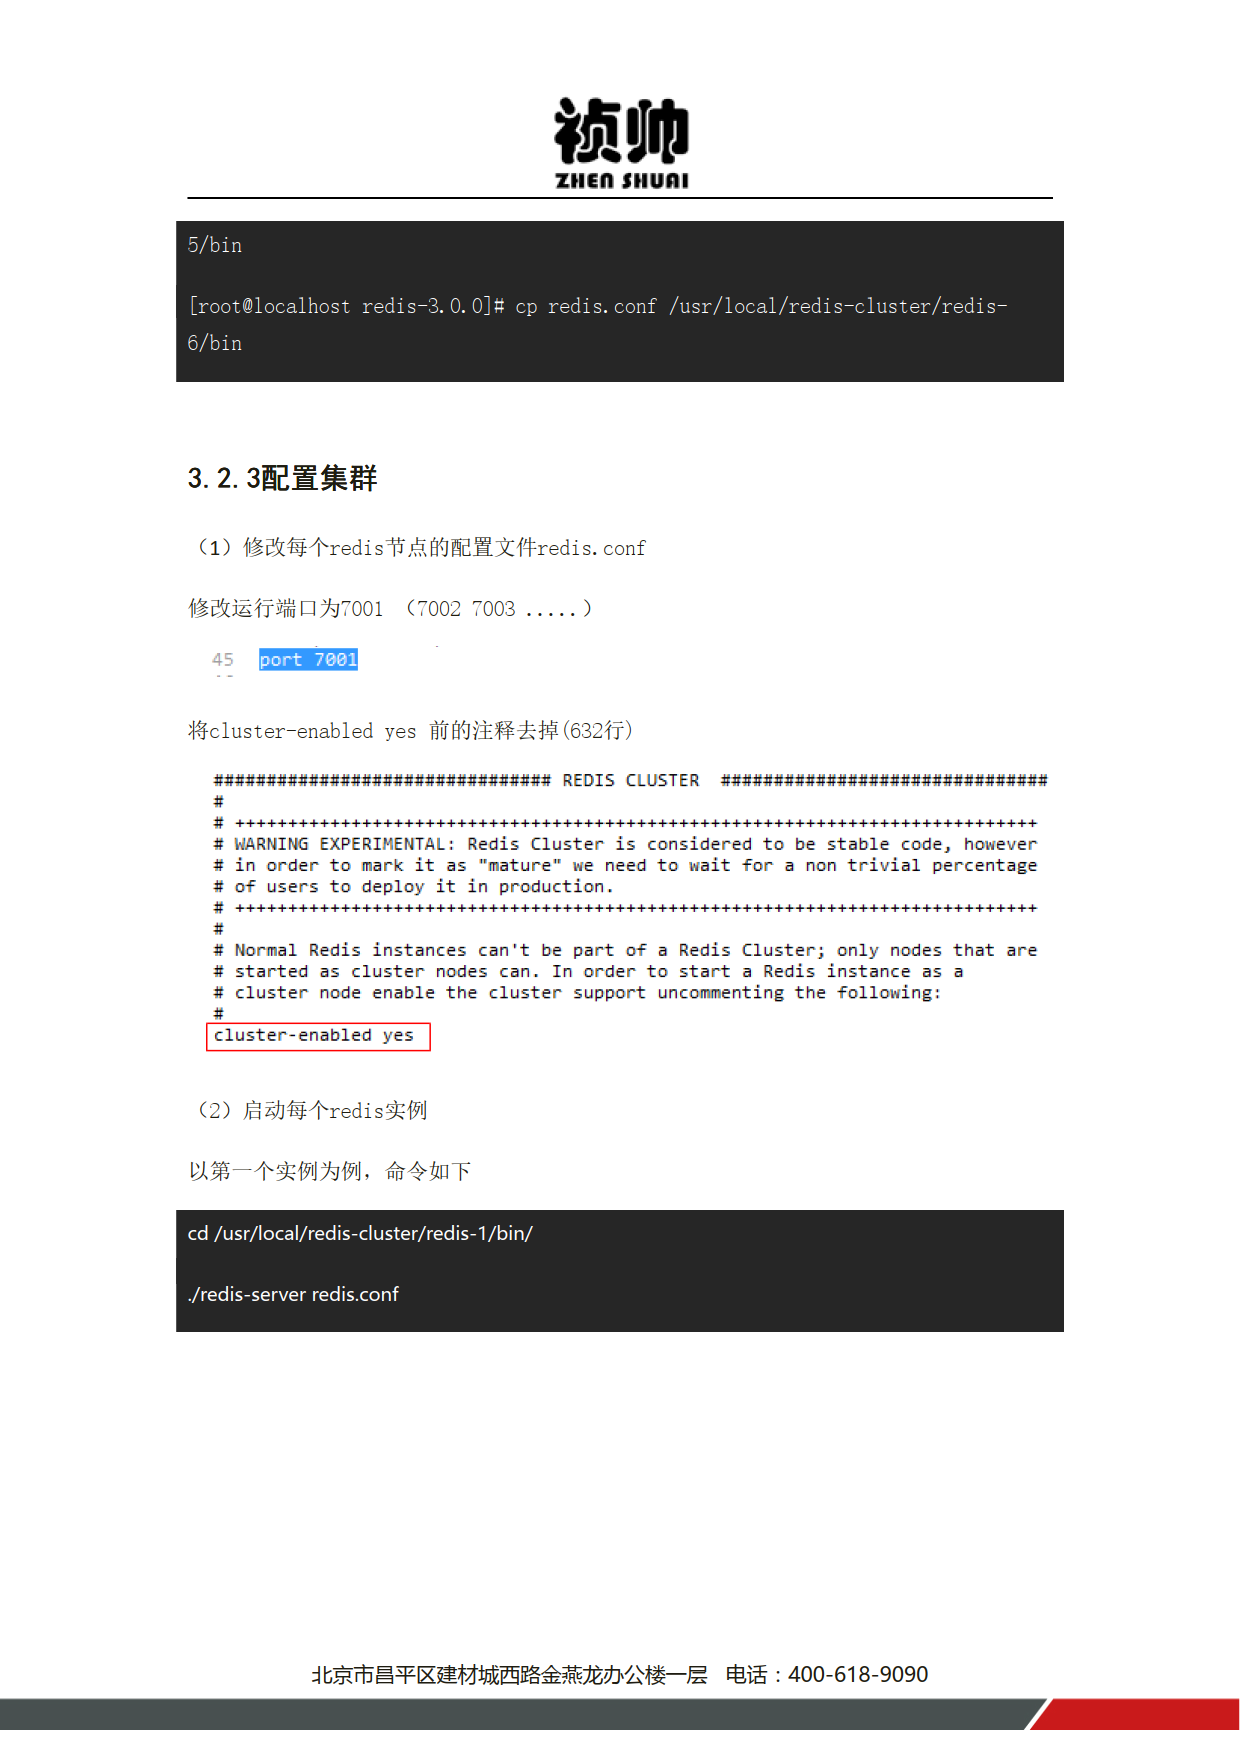 祯帅
ZHEN SHUAI
5/bin
[root@localhost redis-3.0.0]# cp redis.conf /usr/local/redis-cluster/redis-
6/bin
3.2.3配置集群
（1）修改每个redis节点的配置文件redis.conf
修改运行端口为7001 （7002 7003 .....）
45 port 7001
将cluster-enabled yes 前的注释去掉(632行)
################################ REDIS CLUSTER  ###############################
#
# ++++++++++++++++++++++++++++++++++++++++++++++++++++++++++++++++++++++++++++
# WARNING EXPERIMENTAL: Redis Cluster is considered to be stable code, however
# in order to mark it as "mature" we need to wait for a non trivial percentage
# of users to deploy it in production.
# ++++++++++++++++++++++++++++++++++++++++++++++++++++++++++++++++++++++++++++
#
# Normal Redis instances can't be part of a Redis Cluster; only nodes that are
# started as cluster nodes can. In order to start a Redis instance as a
# cluster node enable the cluster support uncommenting the following:
#
cluster-enabled yes
（2）启动每个redis实例
以第一个实例为例，命令如下
cd /usr/local/redis-cluster/redis-1/bin/
./redis-server redis.conf
北京市昌平区建材城西路金燕龙办公楼一层 电话：400-618-9090